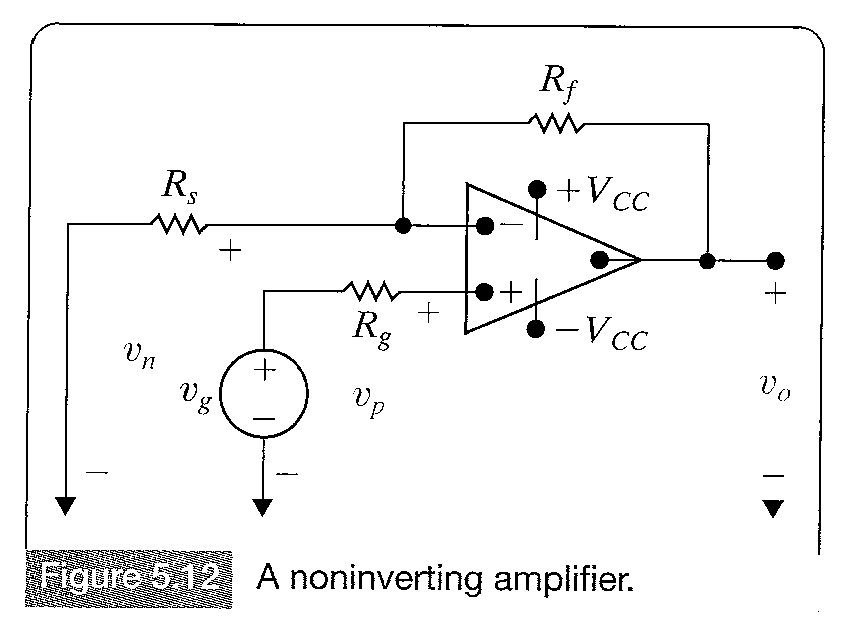 R_f
R_s
+V_CC
−
+
+
+
R_g
−V_CC
+
v_n
v_g
+
−
v_p
v_o
−
−
−
Figure 5.12 A noninverting amplifier.